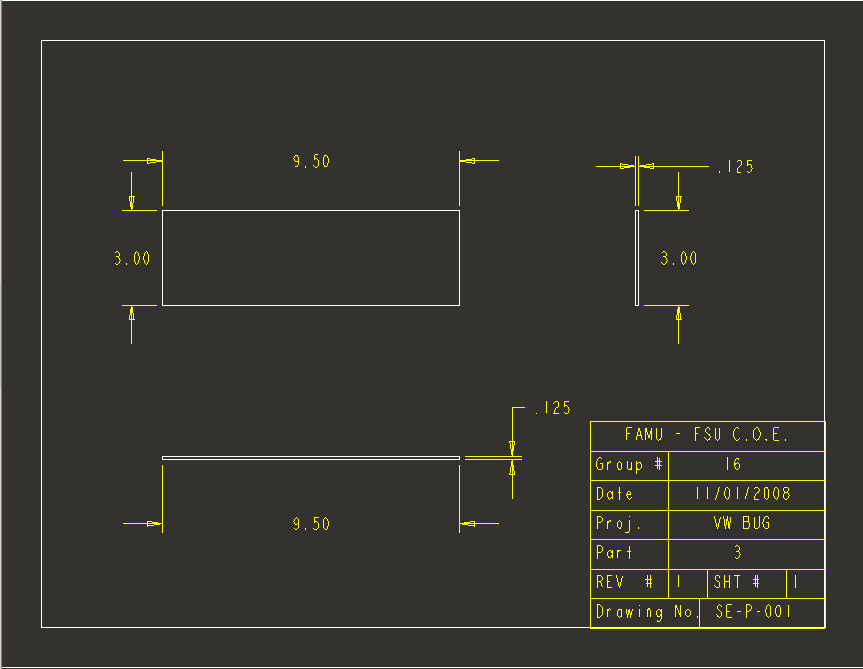 9.50
.125
3.00
3.00
.125
9.50
FAMU - FSU C.O.E.
Group # 16
Date 11/01/2008
Proj. VW BUG
Part 3
REV # 1 SHT # 1
Drawing No. SE-P-001